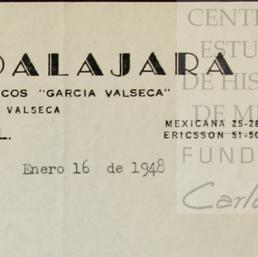 DALAJARA
COS "GARCIA VALSECA"
VALSECA
L.
MEXICANA 25-28
ERICSSON 51-50
Enero 16 de 1948
CENT
ESTU
DE HIS
DE M
FUND
Carlo